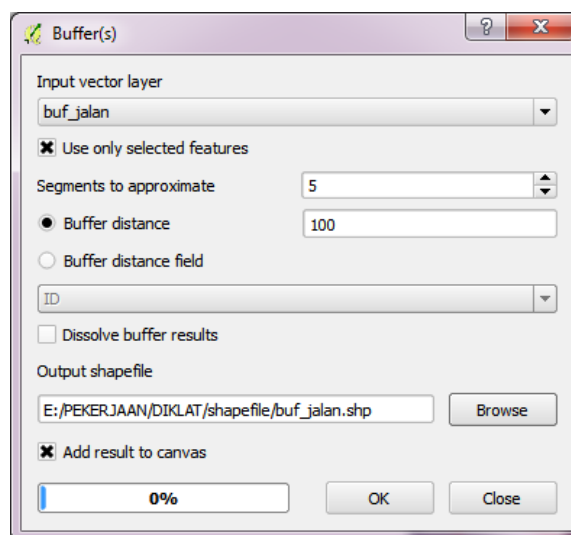 Buffer(s)
?
Input vector layer
buf_jalan
Use only selected features
Segments to approximate 5
Buffer distance 100
Buffer distance field
ID
Dissolve buffer results
Output shapefile
E:/PEKERJAAN/DIKLAT/shapefile/buf_jalan.shp Browse
Add result to canvas
0% OK Close